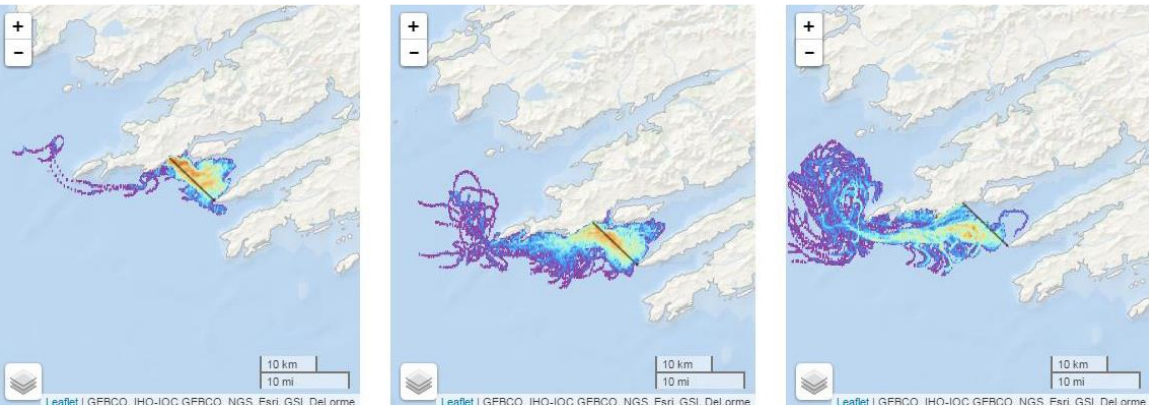 +
−
10 km
10 mi
Leaflet | GEBCO, IHO-IOC GEBCO, NGS, Esri, GSI, DeLorme
+
−
10 km
10 mi
Leaflet | GEBCO, IHO-IOC GEBCO, NGS, Esri, GSI, DeLorme
+
−
10 km
10 mi
Leaflet | GEBCO, IHO-IOC GEBCO, NGS, Esri, GSI, DeLorme